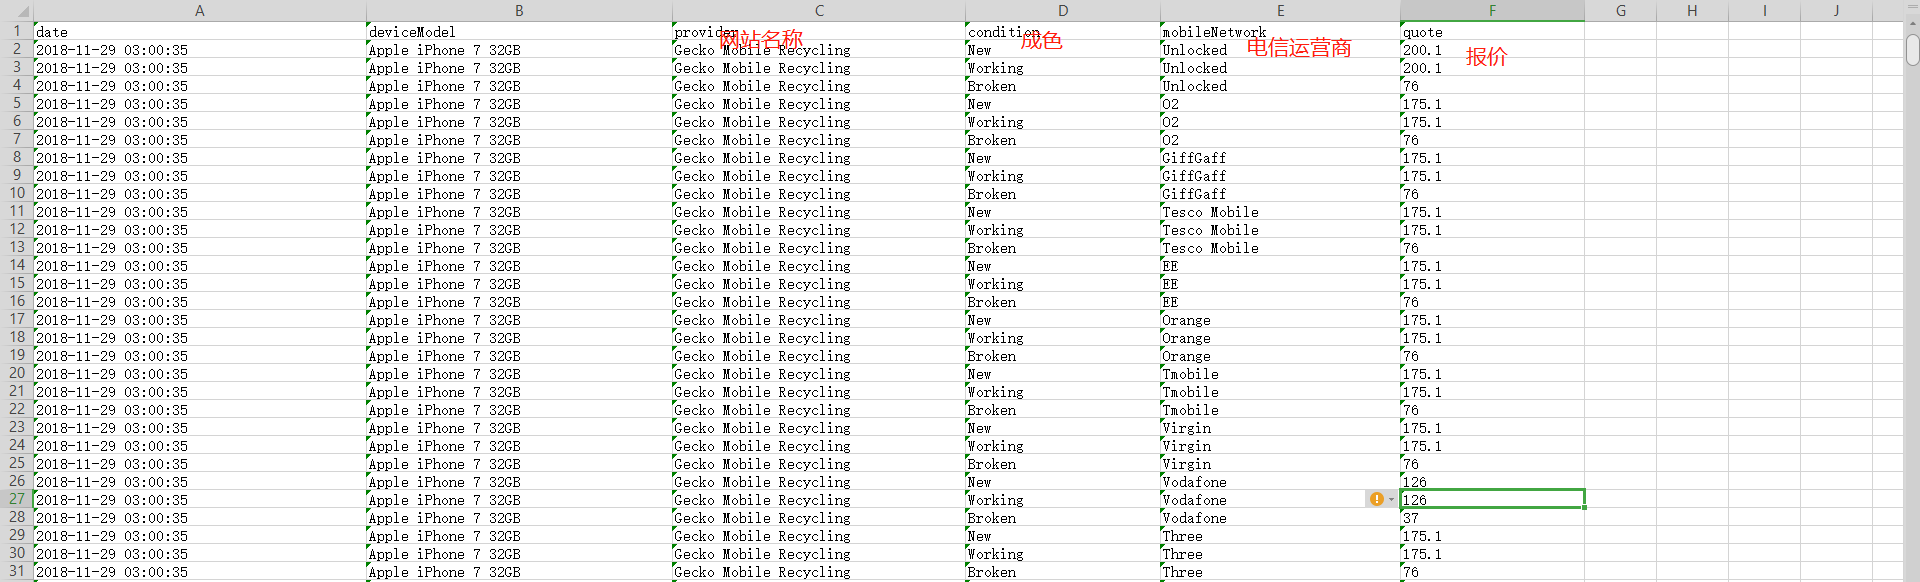 A B C D E F G H I J
1 date deviceModel provider condition mobileNetwork quote
网站名称 成色 电信运营商 报价
2 2018-11-29 03:00:35 Apple iPhone 7 32GB Gecko Mobile Recycling New Unlocked 200.1
3 2018-11-29 03:00:35 Apple iPhone 7 32GB Gecko Mobile Recycling Working Unlocked 200.1
4 2018-11-29 03:00:35 Apple iPhone 7 32GB Gecko Mobile Recycling Broken Unlocked 76
5 2018-11-29 03:00:35 Apple iPhone 7 32GB Gecko Mobile Recycling New O2 175.1
6 2018-11-29 03:00:35 Apple iPhone 7 32GB Gecko Mobile Recycling Working O2 175.1
7 2018-11-29 03:00:35 Apple iPhone 7 32GB Gecko Mobile Recycling Broken O2 76
8 2018-11-29 03:00:35 Apple iPhone 7 32GB Gecko Mobile Recycling New GiffGaff 175.1
9 2018-11-29 03:00:35 Apple iPhone 7 32GB Gecko Mobile Recycling Working GiffGaff 175.1
10 2018-11-29 03:00:35 Apple iPhone 7 32GB Gecko Mobile Recycling Broken GiffGaff 76
11 2018-11-29 03:00:35 Apple iPhone 7 32GB Gecko Mobile Recycling New Tesco Mobile 175.1
12 2018-11-29 03:00:35 Apple iPhone 7 32GB Gecko Mobile Recycling Working Tesco Mobile 175.1
13 2018-11-29 03:00:35 Apple iPhone 7 32GB Gecko Mobile Recycling Broken Tesco Mobile 76
14 2018-11-29 03:00:35 Apple iPhone 7 32GB Gecko Mobile Recycling New EE 175.1
15 2018-11-29 03:00:35 Apple iPhone 7 32GB Gecko Mobile Recycling Working EE 175.1
16 2018-11-29 03:00:35 Apple iPhone 7 32GB Gecko Mobile Recycling Broken EE 76
17 2018-11-29 03:00:35 Apple iPhone 7 32GB Gecko Mobile Recycling New Orange 175.1
18 2018-11-29 03:00:35 Apple iPhone 7 32GB Gecko Mobile Recycling Working Orange 175.1
19 2018-11-29 03:00:35 Apple iPhone 7 32GB Gecko Mobile Recycling Broken Orange 76
20 2018-11-29 03:00:35 Apple iPhone 7 32GB Gecko Mobile Recycling New Tmobile 175.1
21 2018-11-29 03:00:35 Apple iPhone 7 32GB Gecko Mobile Recycling Working Tmobile 175.1
22 2018-11-29 03:00:35 Apple iPhone 7 32GB Gecko Mobile Recycling Broken Tmobile 76
23 2018-11-29 03:00:35 Apple iPhone 7 32GB Gecko Mobile Recycling New Virgin 175.1
24 2018-11-29 03:00:35 Apple iPhone 7 32GB Gecko Mobile Recycling Working Virgin 175.1
25 2018-11-29 03:00:35 Apple iPhone 7 32GB Gecko Mobile Recycling Broken Virgin 76
26 2018-11-29 03:00:35 Apple iPhone 7 32GB Gecko Mobile Recycling New Vodafone 126
27 2018-11-29 03:00:35 Apple iPhone 7 32GB Gecko Mobile Recycling Working Vodafone 126
28 2018-11-29 03:00:35 Apple iPhone 7 32GB Gecko Mobile Recycling Broken Vodafone 37
29 2018-11-29 03:00:35 Apple iPhone 7 32GB Gecko Mobile Recycling New Three 175.1
30 2018-11-29 03:00:35 Apple iPhone 7 32GB Gecko Mobile Recycling Working Three 175.1
31 2018-11-29 03:00:35 Apple iPhone 7 32GB Gecko Mobile Recycling Broken Three 76